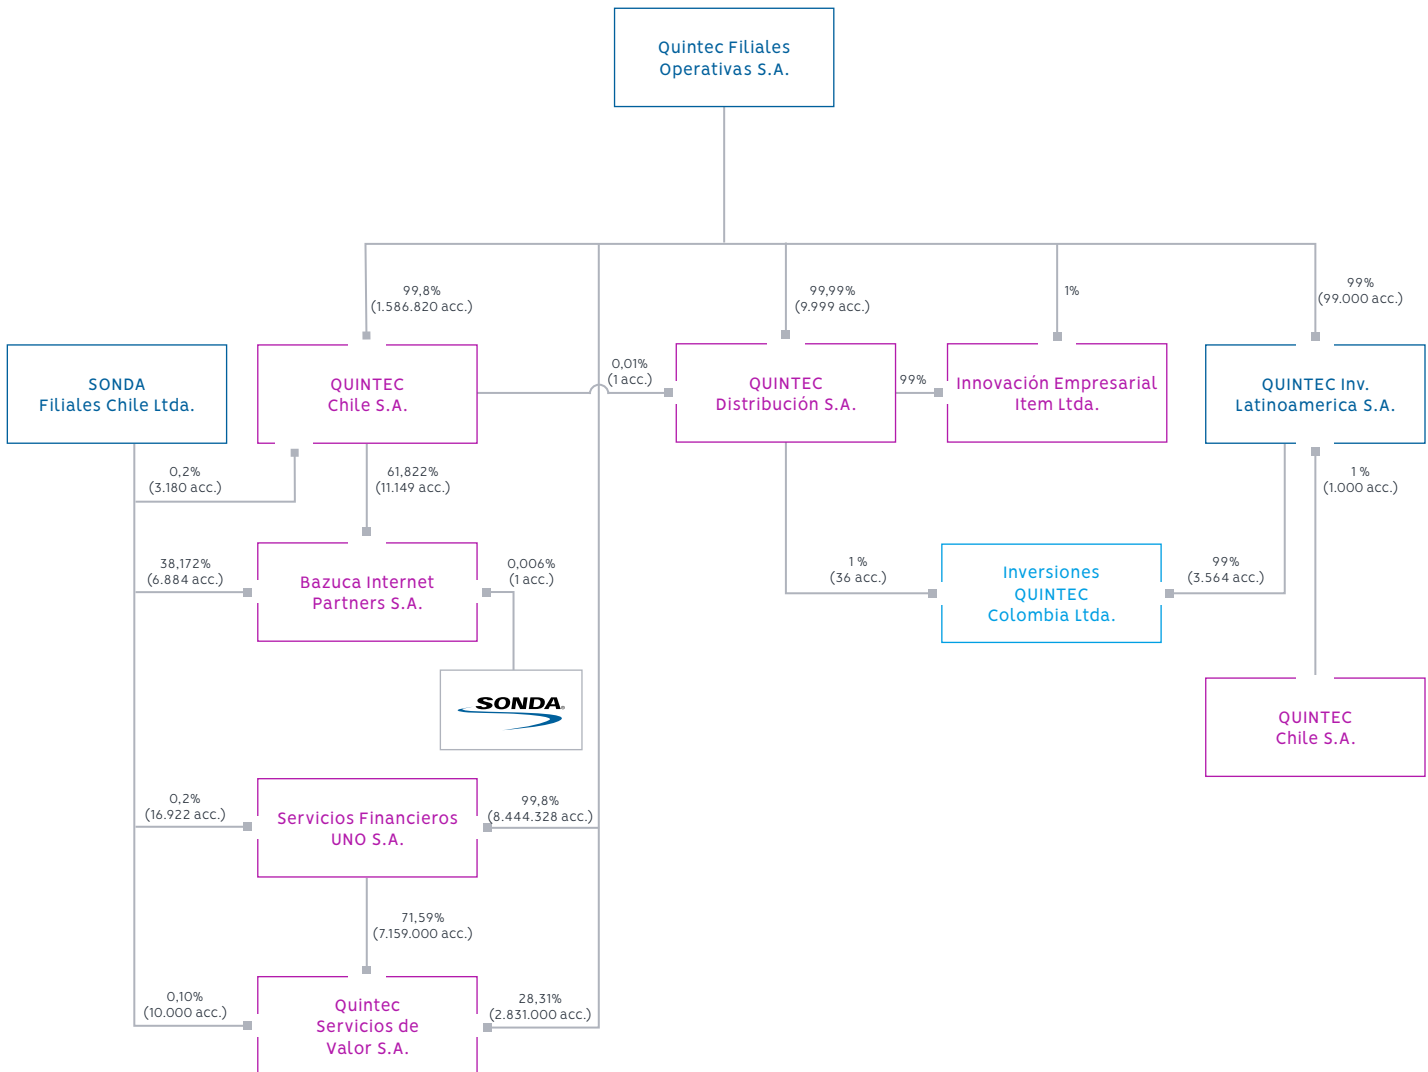 Quintec Filiales
Operativas S.A.
99,8%
(1.586.820 acc.)
99,99%
(9.999 acc.)
1%
99%
(99.000 acc.)
SONDA
Filiales Chile Ltda.
QUINTEC
Chile S.A.
0,01%
(1 acc.)
QUINTEC
Distribución S.A.
99%
Innovación Empresarial
Item Ltda.
QUINTEC Inv.
Latinoamerica S.A.
0,2%
(3.180 acc.)
61,822%
(11.149 acc.)
1 %
(1.000 acc.)
38,172%
(6.884 acc.)
Bazuca Internet
Partners S.A.
0,006%
(1 acc.)
1 %
(36 acc.)
Inversiones
QUINTEC
Colombia Ltda.
99%
(3.564 acc.)
SONDA®
QUINTEC
Chile S.A.
0,2%
(16.922 acc.)
Servicios Financieros
UNO S.A.
99,8%
(8.444.328 acc.)
71,59%
(7.159.000 acc.)
0,10%
(10.000 acc.)
Quintec
Servicios de
Valor S.A.
28,31%
(2.831.000 acc.)